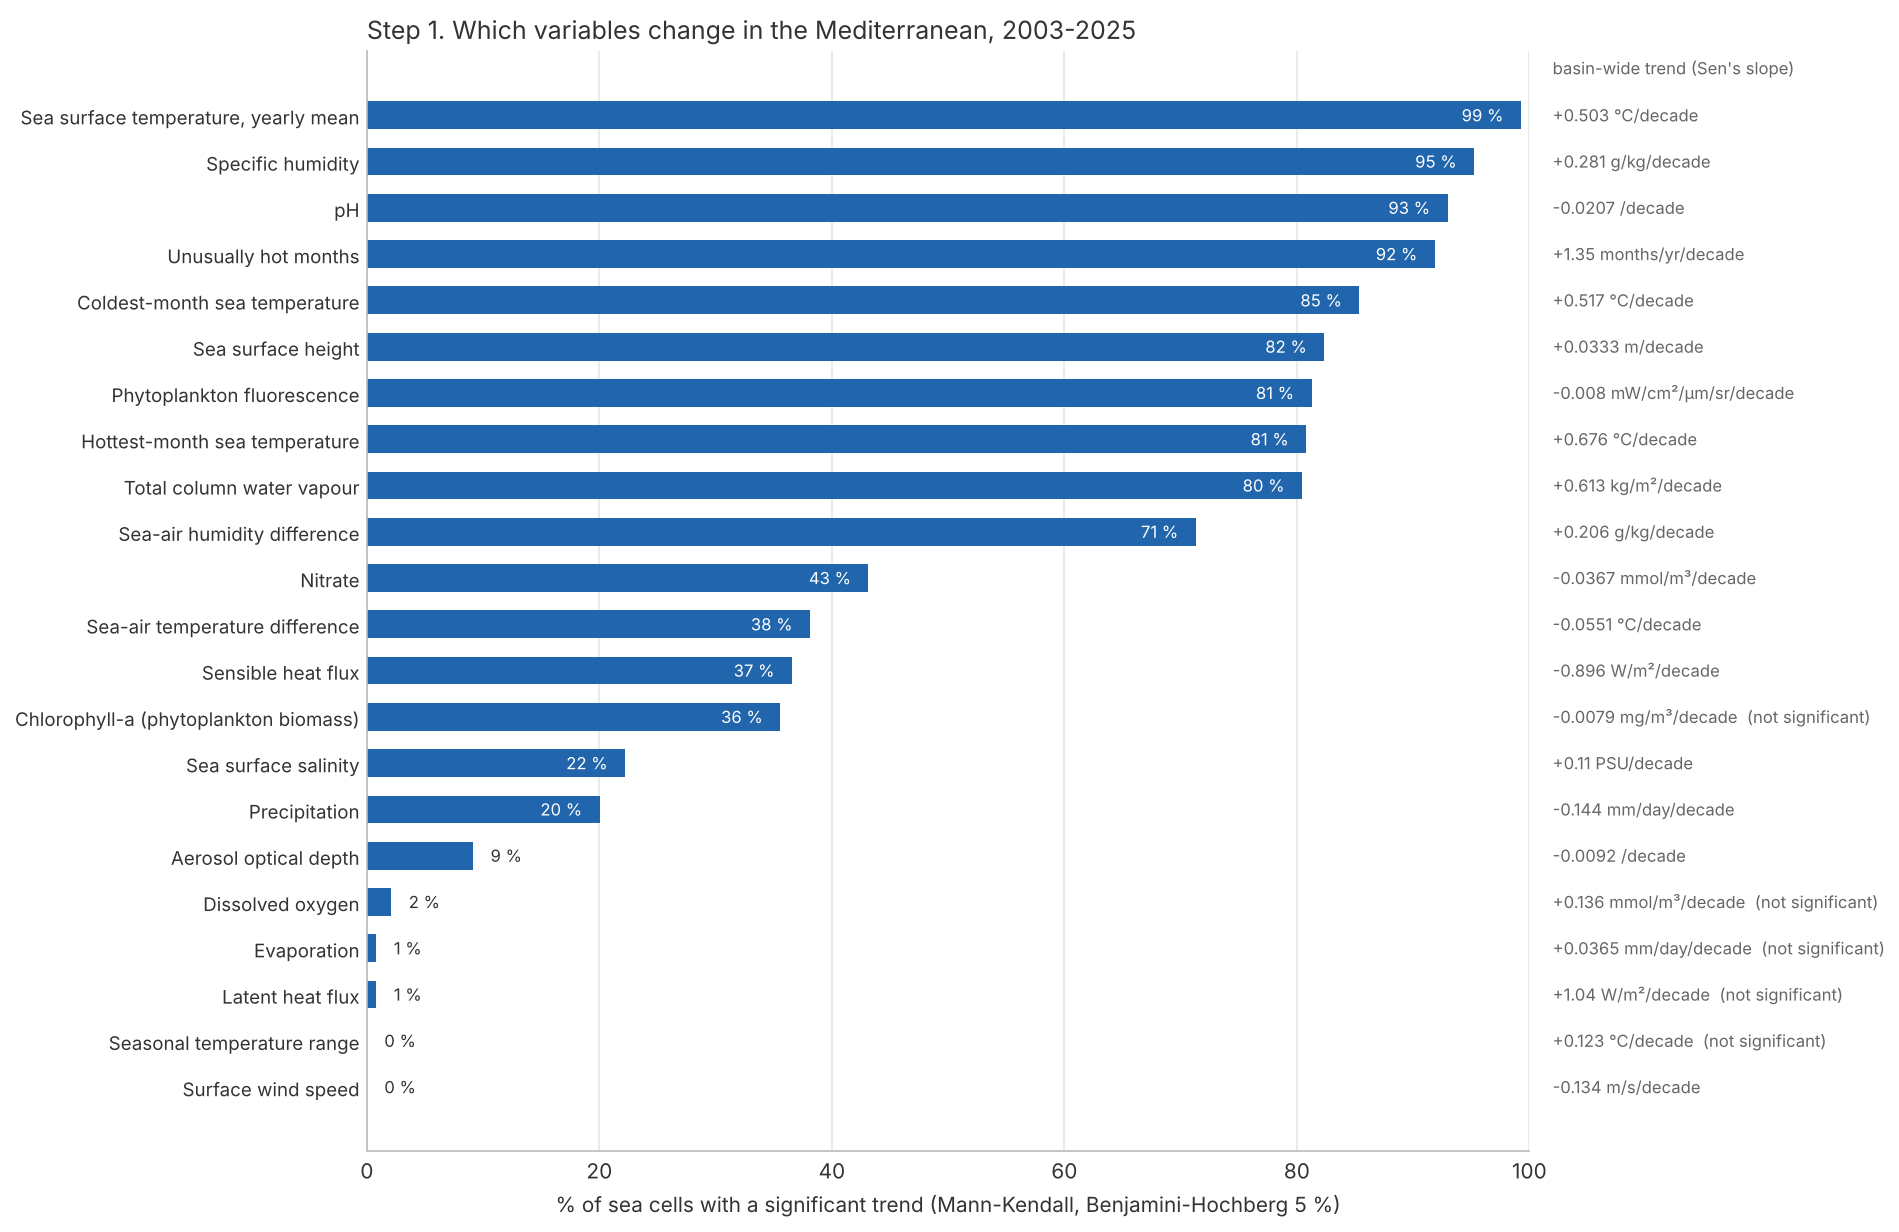 Step 1. Which variables change in the Mediterranean, 2003-2025
basin-wide trend (Sen's slope)
Sea surface temperature, yearly mean 99 % +0.503 °C/decade
Specific humidity 95 % +0.281 g/kg/decade
pH 93 % -0.0207 /decade
Unusually hot months 92 % +1.35 months/yr/decade
Coldest-month sea temperature 85 % +0.517 °C/decade
Sea surface height 82 % +0.0333 m/decade
Phytoplankton fluorescence 81 % -0.008 mW/cm²/µm/sr/decade
Hottest-month sea temperature 81 % +0.676 °C/decade
Total column water vapour 80 % +0.613 kg/m²/decade
Sea-air humidity difference 71 % +0.206 g/kg/decade
Nitrate 43 % -0.0367 mmol/m³/decade
Sea-air temperature difference 38 % -0.0551 °C/decade
Sensible heat flux 37 % -0.896 W/m²/decade
Chlorophyll-a (phytoplankton biomass) 36 % -0.0079 mg/m³/decade (not significant)
Sea surface salinity 22 % +0.11 PSU/decade
Precipitation 20 % -0.144 mm/day/decade
Aerosol optical depth 9 % -0.0092 /decade
Dissolved oxygen 2 % +0.136 mmol/m³/decade (not significant)
Evaporation 1 % +0.0365 mm/day/decade (not significant)
Latent heat flux 1 % +1.04 W/m²/decade (not significant)
Seasonal temperature range 0 % +0.123 °C/decade (not significant)
Surface wind speed 0 % -0.134 m/s/decade
0 20 40 60 80 100
% of sea cells with a significant trend (Mann-Kendall, Benjamini-Hochberg 5 %)